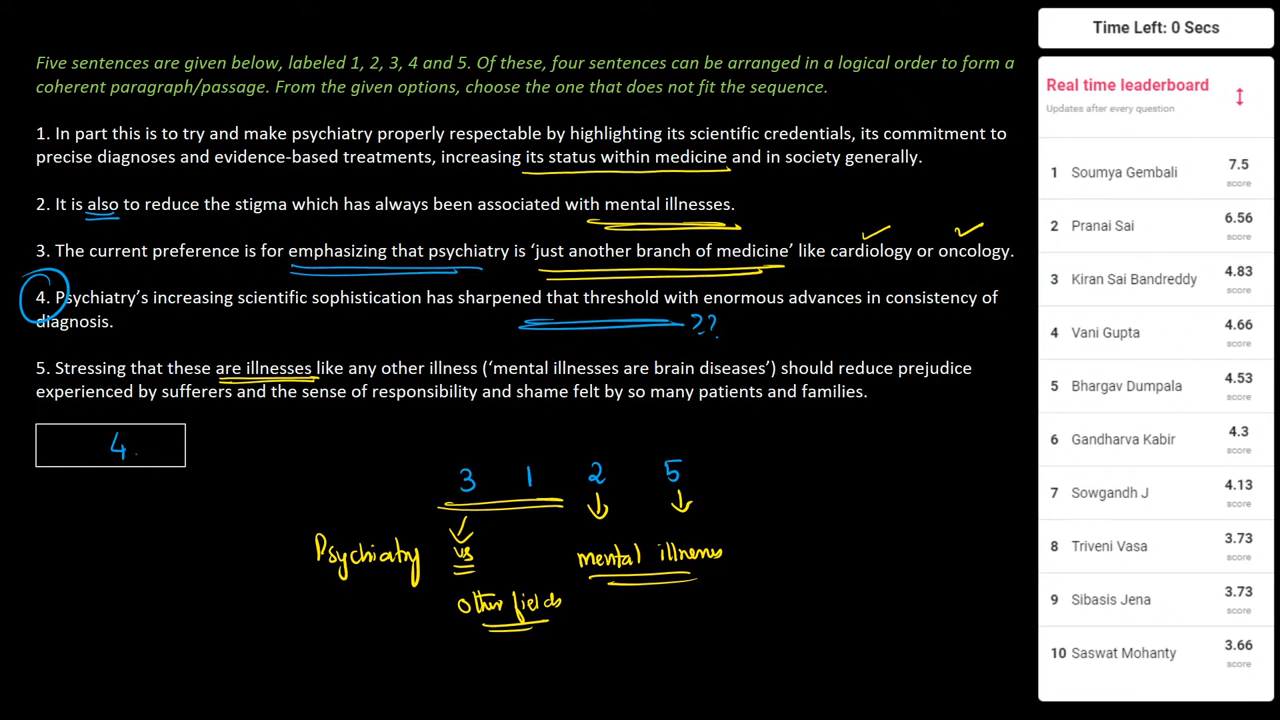 Five sentences are given below, labeled 1, 2, 3, 4 and 5. Of these, four sentences can be arranged in a logical order to form a
coherent paragraph/passage. From the given options, choose the one that does not fit the sequence.
1. In part this is to try and make psychiatry properly respectable by highlighting its scientific credentials, its commitment to
precise diagnoses and evidence-based treatments, increasing its status within medicine and in society generally.
2. It is also to reduce the stigma which has always been associated with mental illnesses.
3. The current preference is for emphasizing that psychiatry is ‘just another branch of medicine’ like cardiology or oncology.
4. Psychiatry’s increasing scientific sophistication has sharpened that threshold with enormous advances in consistency of
diagnosis.
??
5. Stressing that these are illnesses like any other illness (‘mental illnesses are brain diseases’) should reduce prejudice
experienced by sufferers and the sense of responsibility and shame felt by so many patients and families.
4.
3 1 2 5
Psychiatry vs mental illness
other fields
Time Left: 0 Secs
Real time leaderboard
Updates after every question
1 Soumya Gembali 7.5
score
2 Pranai Sai 6.56
score
3 Kiran Sai Bandreddy 4.83
score
4 Vani Gupta 4.66
score
5 Bhargav Dumpala 4.53
score
6 Gandharva Kabir 4.3
score
7 Sowgandh J 4.13
score
8 Triveni Vasa 3.73
score
9 Sibasis Jena 3.73
score
10 Saswat Mohanty 3.66
score